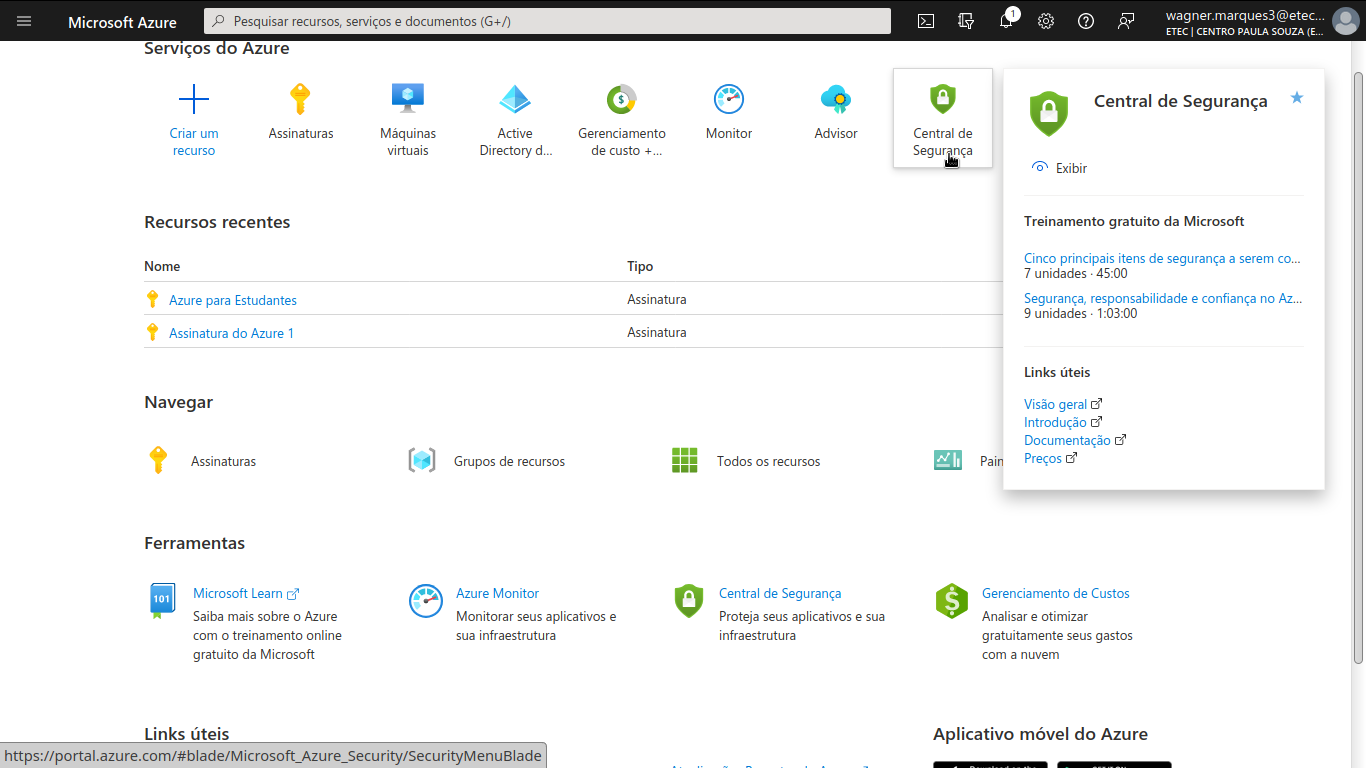 Microsoft Azure
Pesquisar recursos, serviços e documentos (G+/)
1
wagner.marques3@etec...
ETEC | CENTRO PAULA SOUZA (E...
Serviços do Azure
Criar um
recurso
Assinaturas
Máquinas
virtuais
Active
Directory d...
Gerenciamento
de custo +...
Monitor
Advisor
Central de
Segurança
Central de Segurança
Exibir
Treinamento gratuito da Microsoft
Cinco principais itens de segurança a serem co...
7 unidades · 45:00
Segurança, responsabilidade e confiança no Az...
9 unidades · 1:03:00
Links úteis
Visão geral
Introdução
Documentação
Preços
Recursos recentes
Nome
Tipo
Azure para Estudantes
Assinatura
Assinatura do Azure 1
Assinatura
Navegar
Assinaturas
Grupos de recursos
Todos os recursos
Pain
Ferramentas
101
Microsoft Learn
Saiba mais sobre o Azure
com o treinamento online
gratuito da Microsoft
Azure Monitor
Monitorar seus aplicativos e
sua infraestrutura
Central de Segurança
Proteja seus aplicativos e sua
infraestrutura
Gerenciamento de Custos
Analisar e otimizar
gratuitamente seus gastos
com a nuvem
Links úteis
Aplicativo móvel do Azure
https://portal.azure.com/#blade/Microsoft_Azure_Security/SecurityMenuBlade